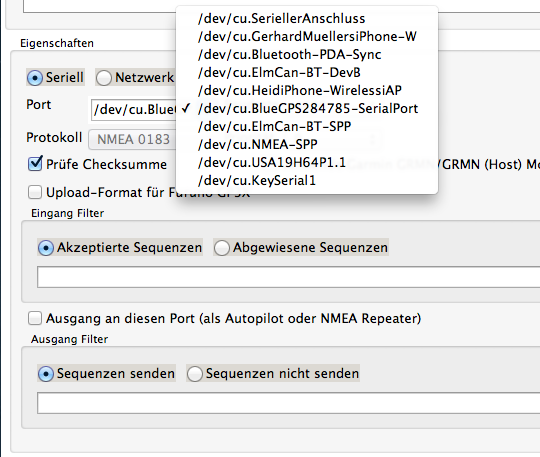 /dev/cu.SeriellerAnschluss
/dev/cu.GerhardMuellersiPhone-W
/dev/cu.Bluetooth-PDA-Sync
/dev/cu.ElmCan-BT-DevB
/dev/cu.HeidiPhone-WirelessiAP
/dev/cu.BlueGPS284785-SerialPort
/dev/cu.ElmCan-BT-SPP
/dev/cu.NMEA-SPP
/dev/cu.USA19H64P1.1
/dev/cu.KeySerial1
Eigenschaften
Seriell Netzwerk
Port /dev/cu.Blue
Protokoll NMEA 0183
Prüfe Checksumme GRMN/GRMN (Host) Mo
Upload-Format für Furuno GP3X
Eingang Filter
Akzeptierte Sequenzen Abgewiesene Sequenzen
Ausgang an diesen Port (als Autopilot oder NMEA Repeater)
Ausgang Filter
Sequenzen senden Sequenzen nicht senden